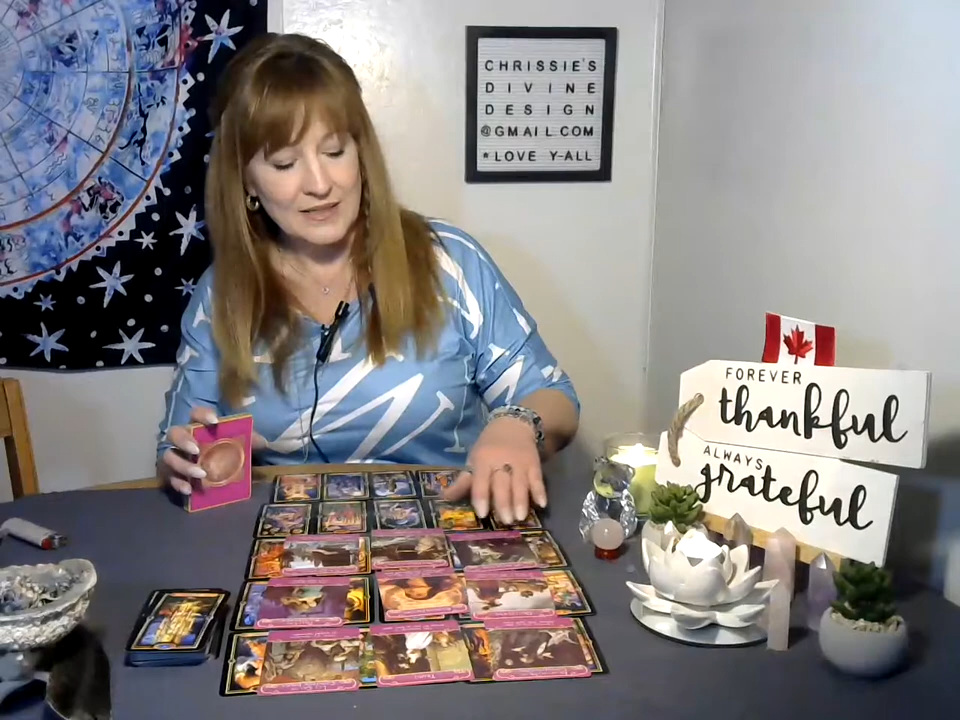 CHRISSIE'S
DIVINE
DESIGN
@GMAIL.COM
*LOVE Y-ALL
FOREVER
thankful
ALWAYS
grateful